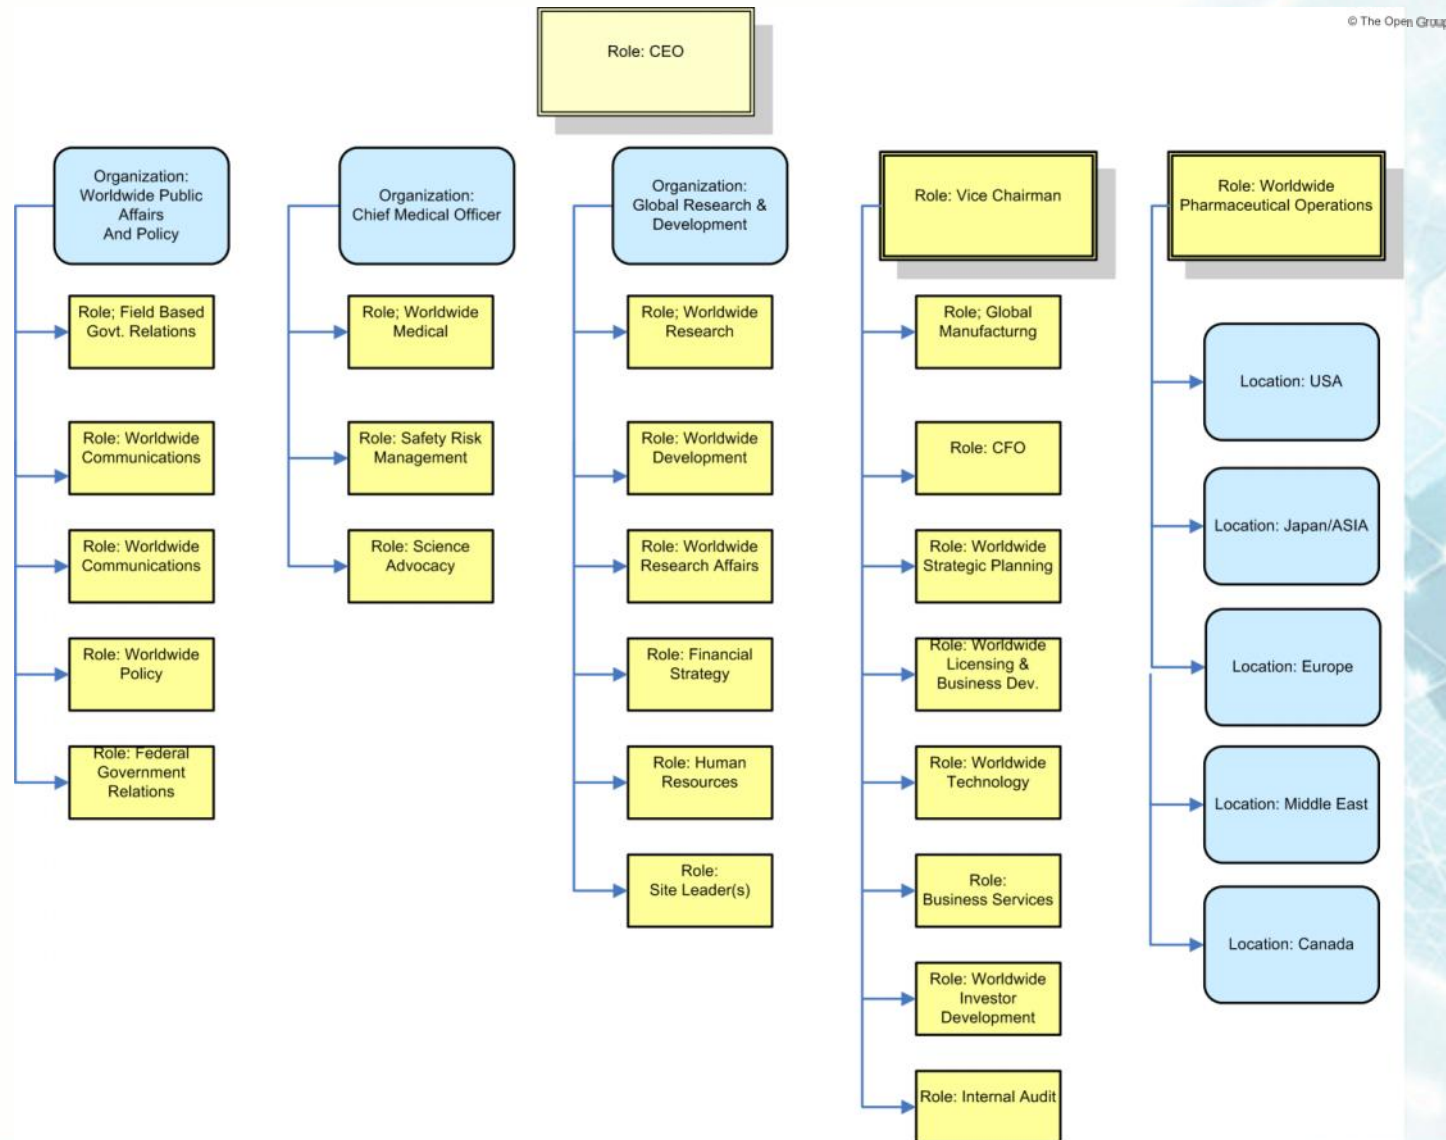 © The Open Group
Role: CEO
Organization:
Worldwide Public
Affairs
And Policy
Role; Field Based
Govt. Relations
Role: Worldwide
Communications
Role: Worldwide
Communications
Role: Worldwide
Policy
Role: Federal
Government
Relations
Organization:
Chief Medical Officer
Role; Worldwide
Medical
Role: Safety Risk
Management
Role: Science
Advocacy
Organization:
Global Research &
Development
Role; Worldwide
Research
Role: Worldwide
Development
Role: Worldwide
Research Affairs
Role: Financial
Strategy
Role: Human
Resources
Role:
Site Leader(s)
Role: Vice Chairman
Role; Global
Manufacturng
Role: CFO
Role: Worldwide
Strategic Planning
Role: Worldwide
Licensing &
Business Dev.
Role: Worldwide
Technology
Role:
Business Services
Role: Worldwide
Investor
Development
Role: Internal Audit
Role: Worldwide
Pharmaceutical Operations
Location: USA
Location: Japan/ASIA
Location: Europe
Location: Middle East
Location: Canada